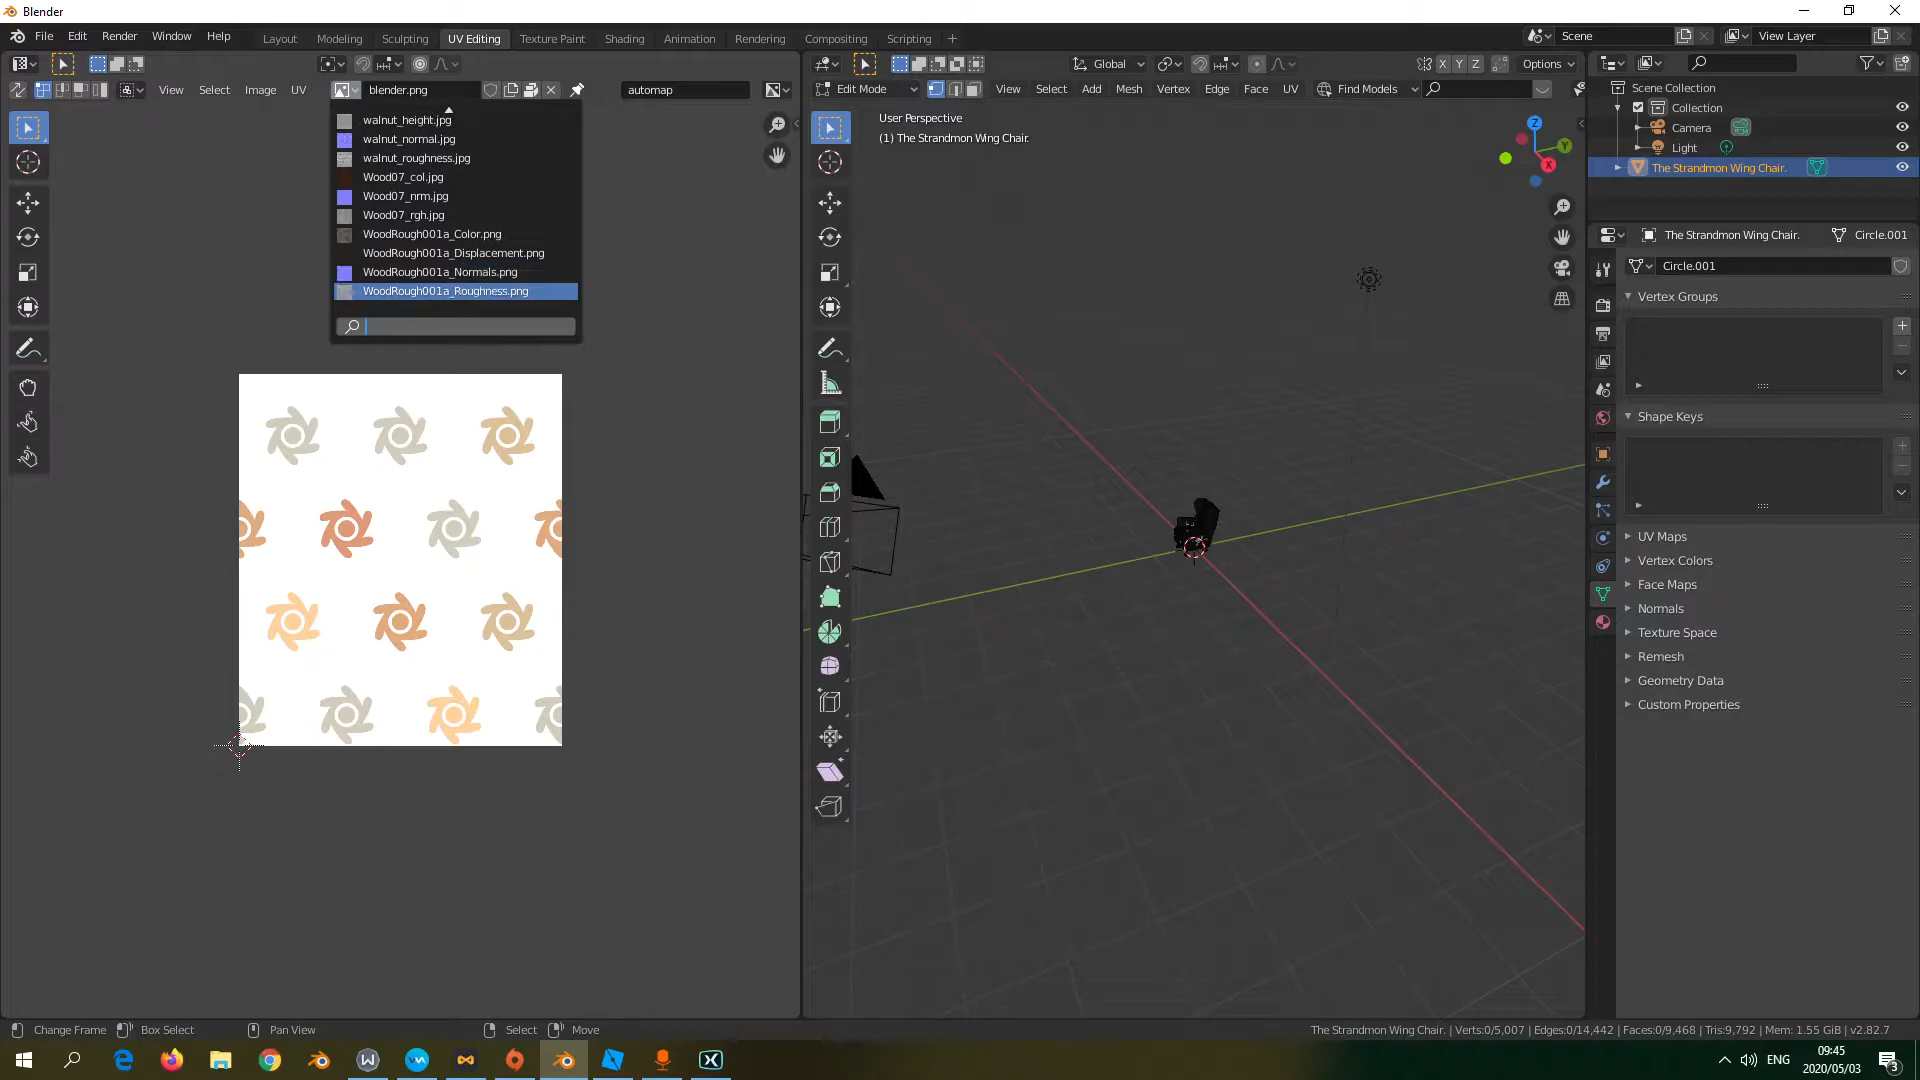 Blender
File Edit Render Window Help
Layout Modeling Sculpting UV Editing Texture Paint Shading Animation Rendering Compositing Scripting
Scene
View Layer
Global
X Y Z
Options
View Select Image UV
blender.png
automap
Edit Mode
View Select Add Mesh Vertex Edge Face UV
Find Models
walnut_height.jpg
walnut_normal.jpg
walnut_roughness.jpg
Wood07_col.jpg
Wood07_nrm.jpg
Wood07_rgh.jpg
WoodRough001a_Color.png
WoodRough001a_Displacement.png
WoodRough001a_Normals.png
WoodRough001a_Roughness.png
User Perspective
(1) The Strandmon Wing Chair.
Z
Y
X
Scene Collection
Collection
Camera
Light
The Strandmon Wing Chair.
The Strandmon Wing Chair. Circle.001
Circle.001
Vertex Groups
Shape Keys
UV Maps
Vertex Colors
Face Maps
Normals
Texture Space
Remesh
Geometry Data
Custom Properties
Change Frame Box Select Pan View Select Move
The Strandmon Wing Chair. | Verts:0/5,007 | Edges:0/14,442 | Faces:0/9,468 | Tris:9,792 | Mem: 1.55 GiB | v2.82.7
ENG
09:45
2020/05/03
3